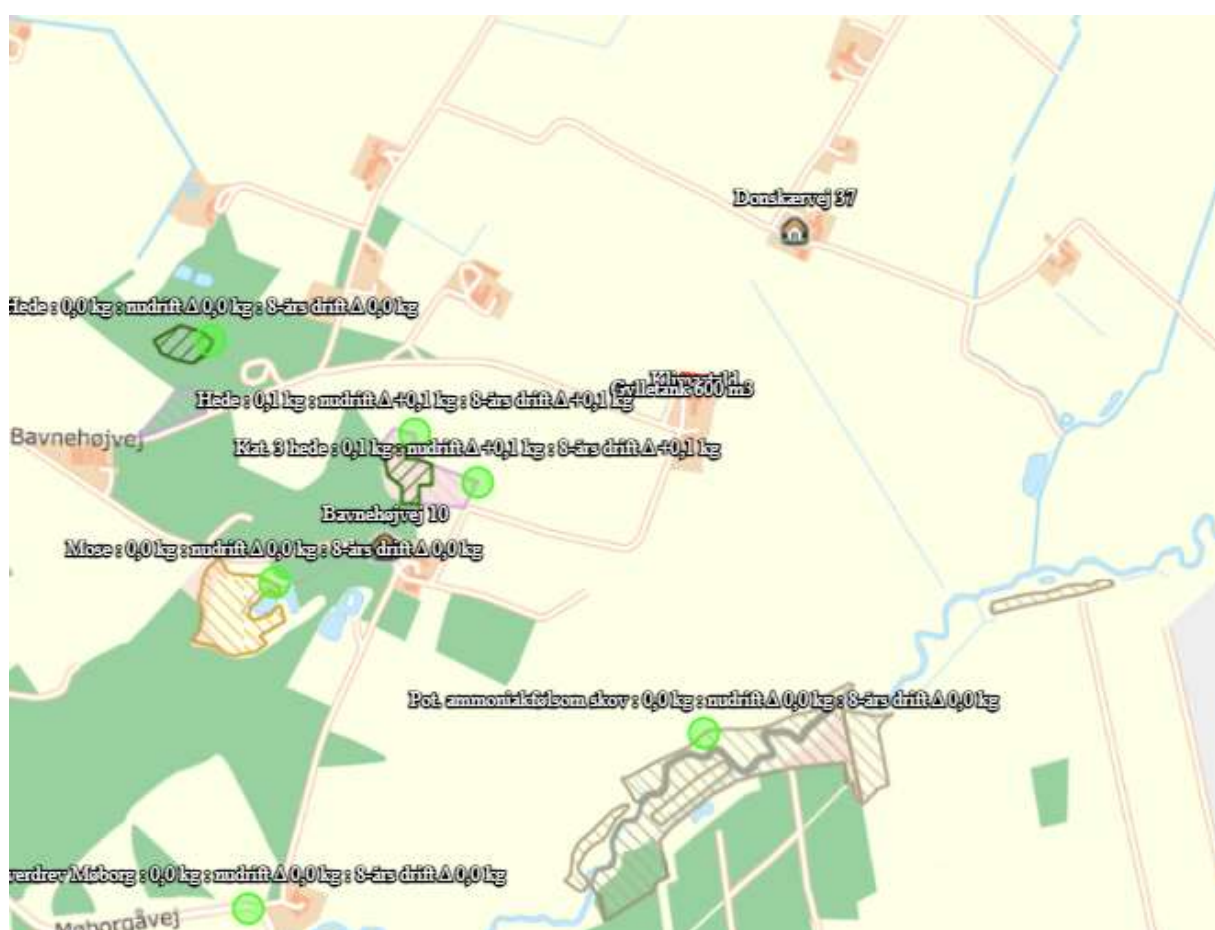 Donskærvej 37
Hede : 0,0 kg : nudrift Δ 0,0 kg : 8-års drift Δ 0,0 kg
Gylletank 600 m3
Hede : 0,1 kg : nudrift Δ +0,1 kg : 8-års drift Δ +0,1 kg
Bavnehøjvej
Kat. 3 hede : 0,1 kg : nudrift Δ +0,1 kg : 8-års drift Δ +0,1 kg
Bavnehøjvej 10
Mose : 0,0 kg : nudrift Δ 0,0 kg : 8-års drift Δ 0,0 kg
Pot. ammoniakfølsom skov : 0,0 kg : nudrift Δ 0,0 kg : 8-års drift Δ 0,0 kg
verdrev Møborg : 0,0 kg : nudrift Δ 0,0 kg : 8-års drift Δ 0,0 kg
Møborgåvej